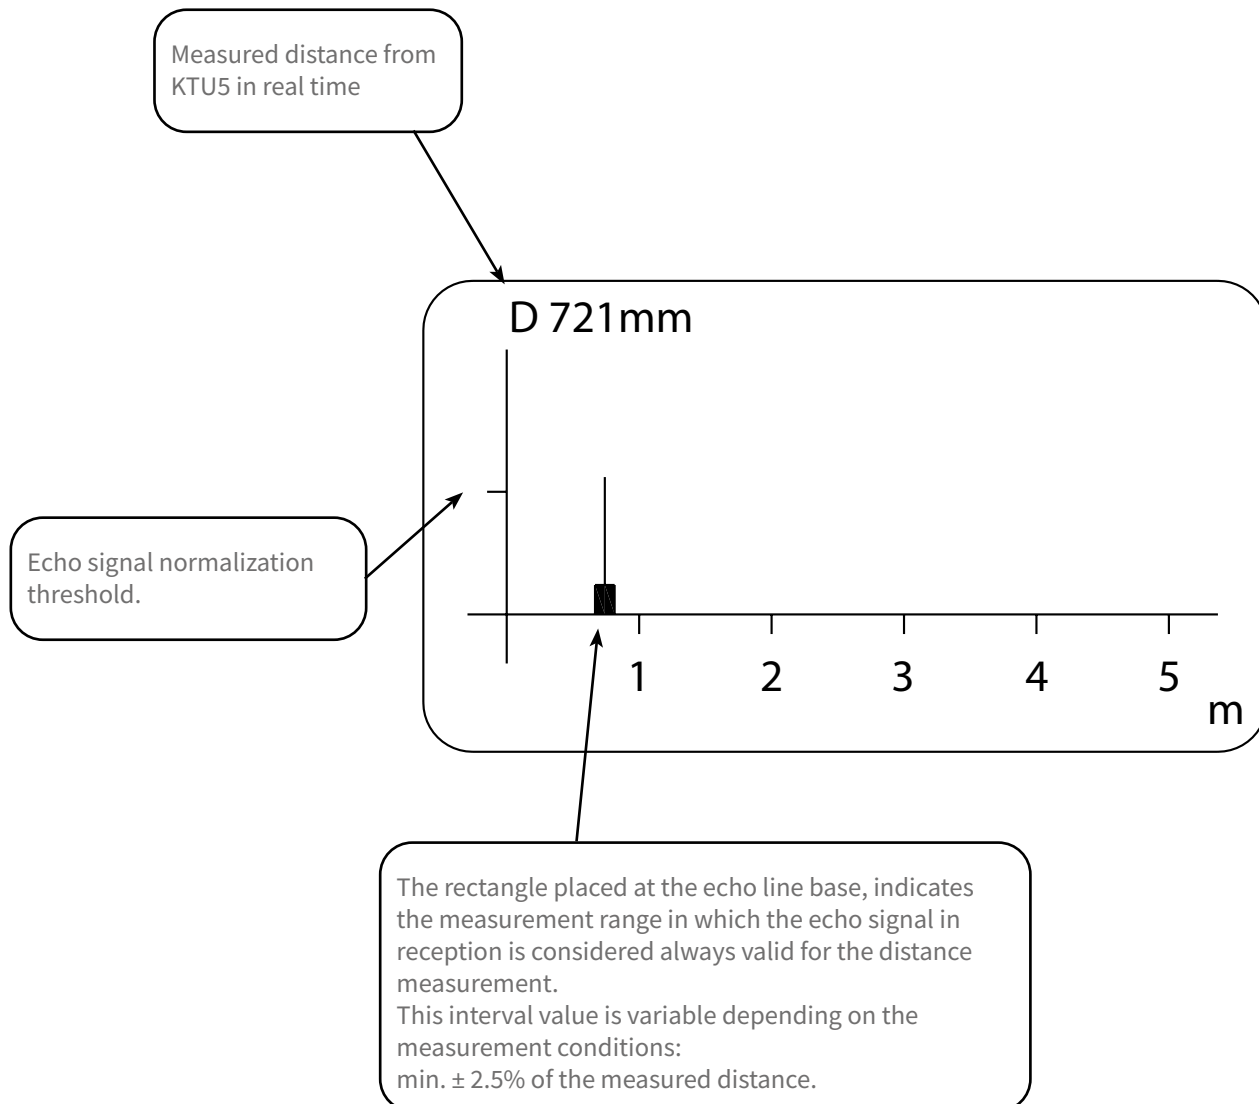 Measured distance from
KTU5 in real time
D 721mm
Echo signal normalization
threshold.
1 2 3 4 5
m
The rectangle placed at the echo line base, indicates
the measurement range in which the echo signal in
reception is considered always valid for the distance
measurement.
This interval value is variable depending on the
measurement conditions:
min. ± 2.5% of the measured distance.